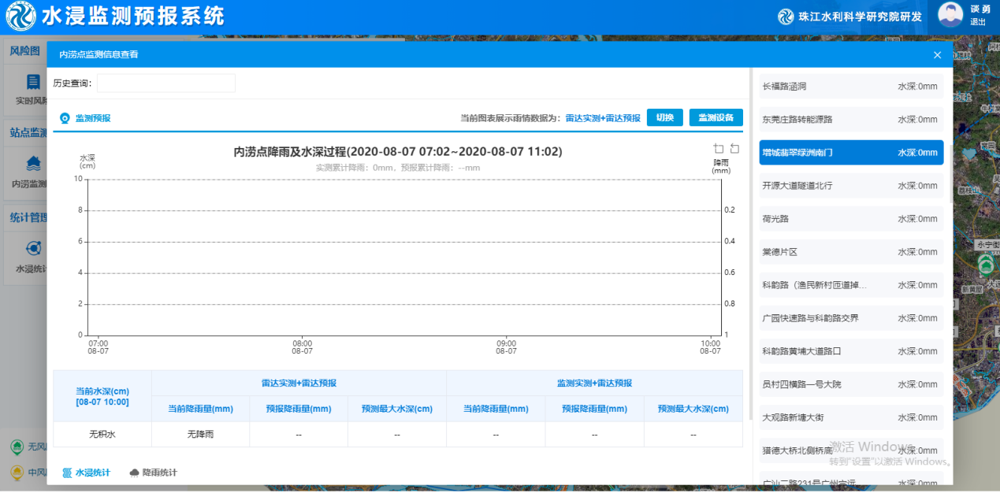 水浸监测预报系统
珠江水利科学研究院研发
谈 勇
退出
风险图
实时风险
站点监测
内涝监测
统计管理
水浸统计
中风
内涝点监测信息查看
×
历史查询:
监测预报
当前图表展示雨情数据为: 雷达实测+雷达预报 切换 监测设备
内涝点降雨及水深过程(2020-08-07 07:02~2020-08-07 11:02)
实测累计降雨: 0mm, 预报累计降雨: --mm
水深
(cm)
降雨
(mm)
10
8
6
4
2
0
0.2
0.4
0.6
0.8
1
07:00
08-07
08:00
08-07
09:00
08-07
10:00
08-07
当前水深(cm)
[08-07 10:00]
雷达实测+雷达预报 监测实测+雷达预报
当前降雨量(mm) 预报降雨量(mm) 预测最大水深(cm) 当前降雨量(mm) 预报降雨量(mm) 预测最大水深(cm)
无积水 无降雨 -- -- -- -- --
水浸统计 降雨统计
长福路涵洞 水深:0mm
东莞庄路转能源路 水深:0mm
增城翡翠绿洲南门 水深:0mm
开源大道隧道北行 水深:0mm
荷光路 水深:0mm
棠德片区 水深:0mm
科韵路（渔民新村匝道掉... 水深:0mm
广园快速路与科韵路交界 水深:0mm
科韵路黄埔大道路口 水深:0mm
员村四横路一号大院 水深:0mm
大观路新塘大街 水深:0mm
猎德大桥北侧桥底 水深:0mm
广汕二路231号广州定远 水深:0mm
激活 Windows
转到"设置"以激活 Windows。
永宁街
荔枝山
新黄屋